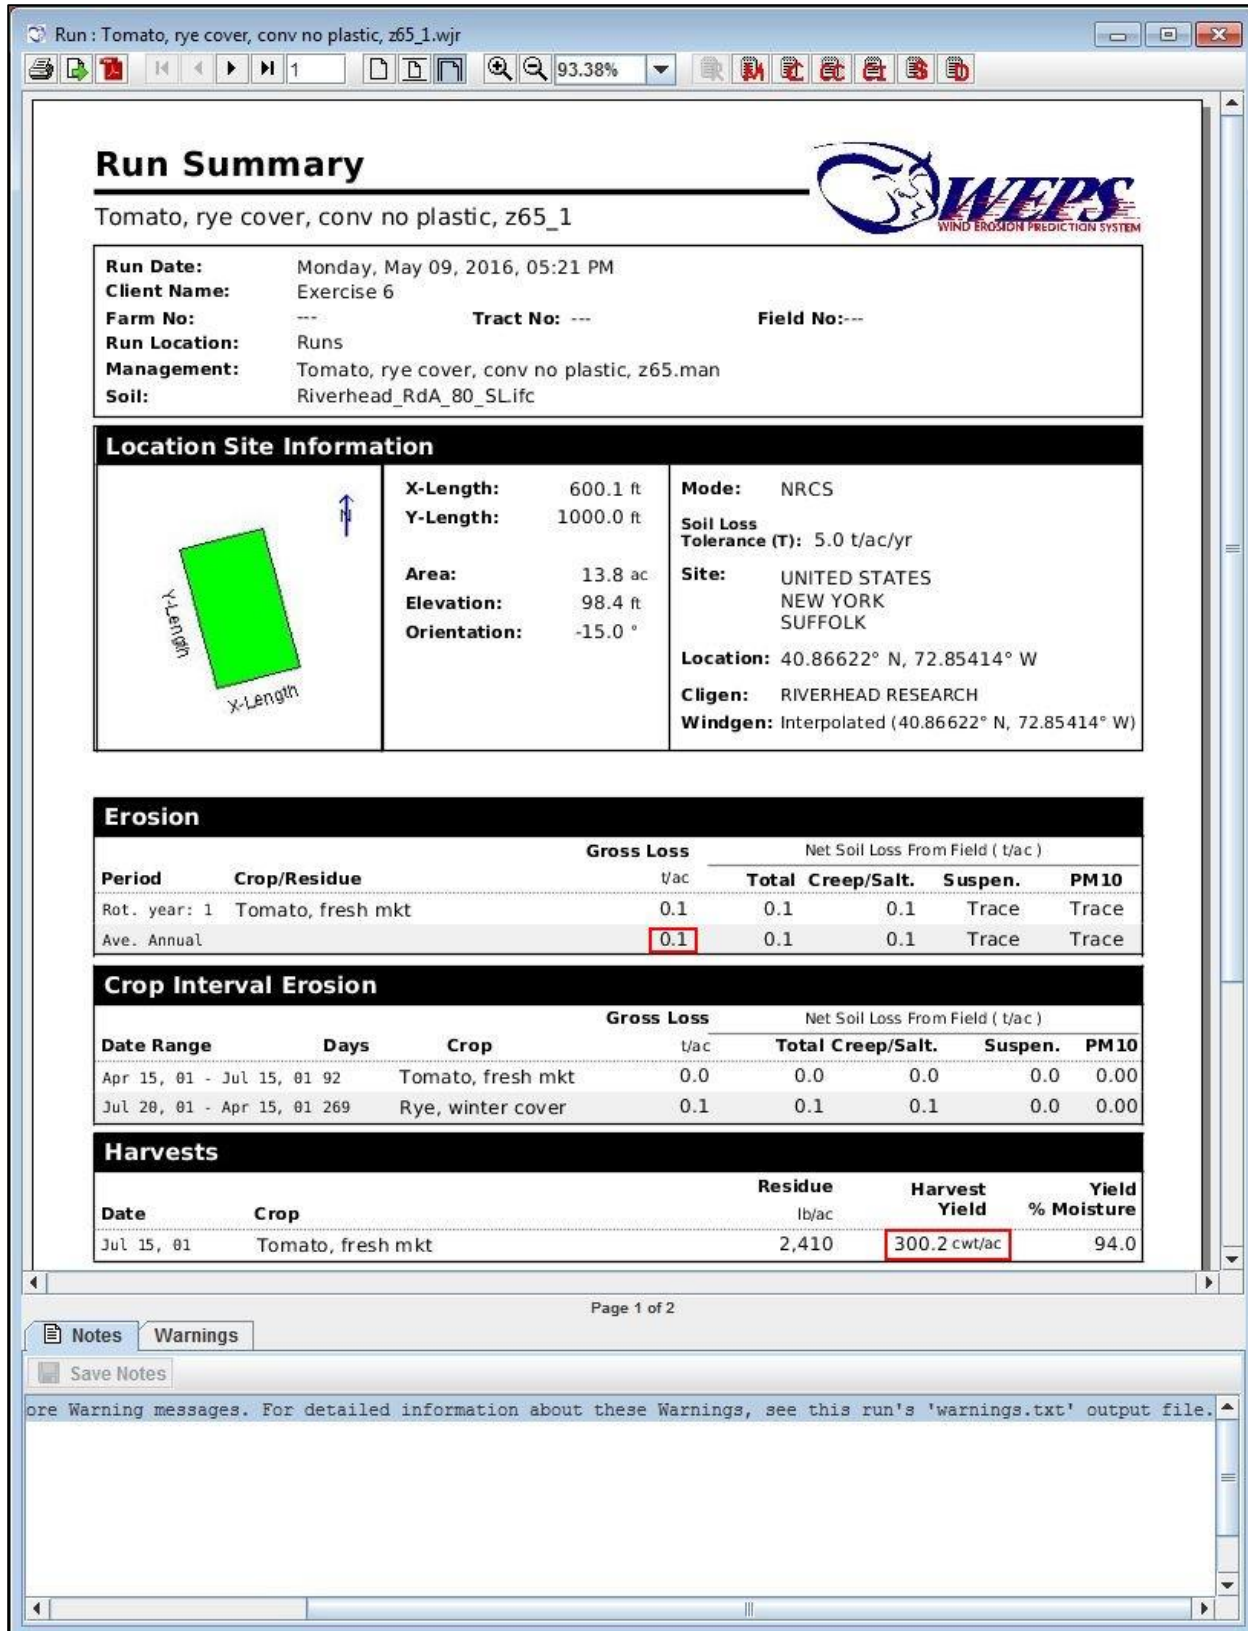 Run : Tomato, rye cover, conv no plastic, z65_1.wjr
1 93.38%
Run Summary
WEPS
WIND EROSION PREDICTION SYSTEM
Tomato, rye cover, conv no plastic, z65_1
Run Date: Monday, May 09, 2016, 05:21 PM
Client Name: Exercise 6
Farm No: --- Tract No: --- Field No:---
Run Location: Runs
Management: Tomato, rye cover, conv no plastic, z65.man
Soil: Riverhead_RdA_80_SL.ifc
Location Site Information
N
Y-Length
X-Length
X-Length: 600.1 ft
Y-Length: 1000.0 ft
Area: 13.8 ac
Elevation: 98.4 ft
Orientation: -15.0 °
Mode: NRCS
Soil Loss
Tolerance (T): 5.0 t/ac/yr
Site: UNITED STATES
NEW YORK
SUFFOLK
Location: 40.86622° N, 72.85414° W
Cligen: RIVERHEAD RESEARCH
Windgen: Interpolated (40.86622° N, 72.85414° W)
Erosion
Gross Loss Net Soil Loss From Field ( t/ac )
Period Crop/Residue t/ac Total Creep/Salt. Suspen. PM10
Rot. year: 1 Tomato, fresh mkt 0.1 0.1 0.1 Trace Trace
Ave. Annual 0.1 0.1 0.1 Trace Trace
Crop Interval Erosion
Gross Loss Net Soil Loss From Field ( t/ac )
Date Range Days Crop t/ac Total Creep/Salt. Suspen. PM10
Apr 15, 01 - Jul 15, 01 92 Tomato, fresh mkt 0.0 0.0 0.0 0.0 0.00
Jul 20, 01 - Apr 15, 01 269 Rye, winter cover 0.1 0.1 0.1 0.0 0.00
Harvests
Residue Harvest Yield
Date Crop lb/ac Yield % Moisture
Jul 15, 01 Tomato, fresh mkt 2,410 300.2 cwt/ac 94.0
Page 1 of 2
Notes Warnings
Save Notes
ore Warning messages. For detailed information about these Warnings, see this run's 'warnings.txt' output file.